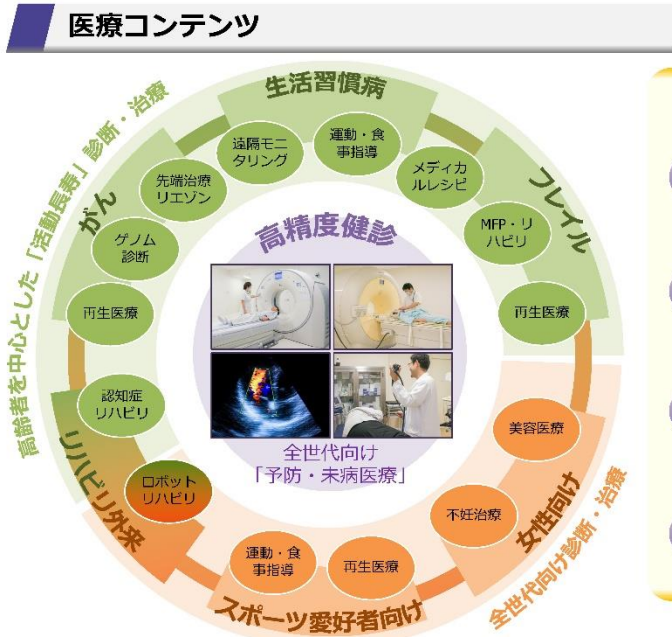 医療コンテンツ
高齢者を中心とした「活動長寿」診断・治療
生活習慣病
遠隔モニ
タリング
運動・食
事指導
メディカ
ルレシピ
がん
先端治療
リエゾン
ゲノム
診断
再生医療
フレイル
MFP・リ
ハビリ
再生医療
高精度健診
全世代向け
「予防・未病医療」
リハビリ外来
認知症
リハビリ
ロボット
リハビリ
スポーツ愛好者向け
運動・食
事指導
再生医療
女性向け
美容医療
不妊治療
全世代向け診断・治療